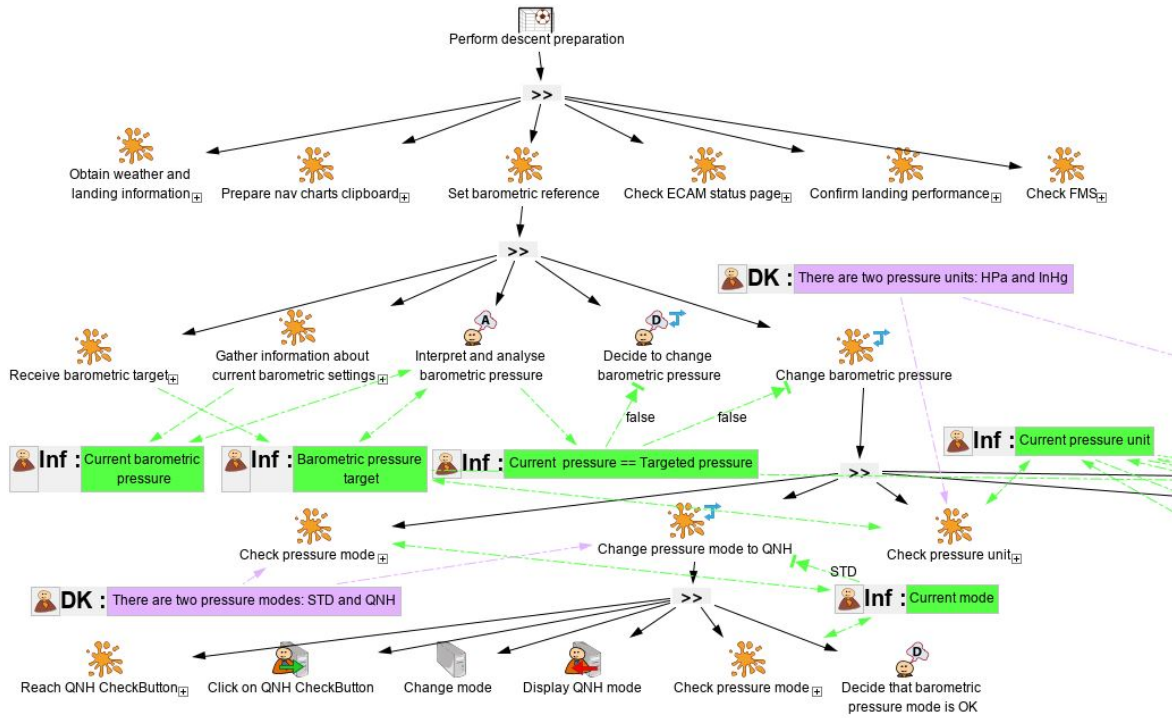 Perform descent preparation
>>
Obtain weather and
landing information
Prepare nav charts clipboard
Set barometric reference
Check ECAM status page
Confirm landing performance
Check FMS
>>
DK : There are two pressure units: HPa and InHg
A
D
Receive barometric target
Gather information about
current barometric settings
Interpret and analyse
barometric pressure
Decide to change
barometric pressure
Change barometric pressure
false
false
Inf : Current barometric
pressure
Inf : Barometric pressure
target
Inf : Current pressure == Targeted pressure
Inf : Current pressure unit
>>
Check pressure mode
Change pressure mode to QNH
Check pressure unit
STD
DK : There are two pressure modes: STD and QNH
>>
Inf : Current mode
D
Reach QNH CheckButton
Click on QNH CheckButton
Change mode
Display QNH mode
Check pressure mode
Decide that barometric
pressure mode is OK